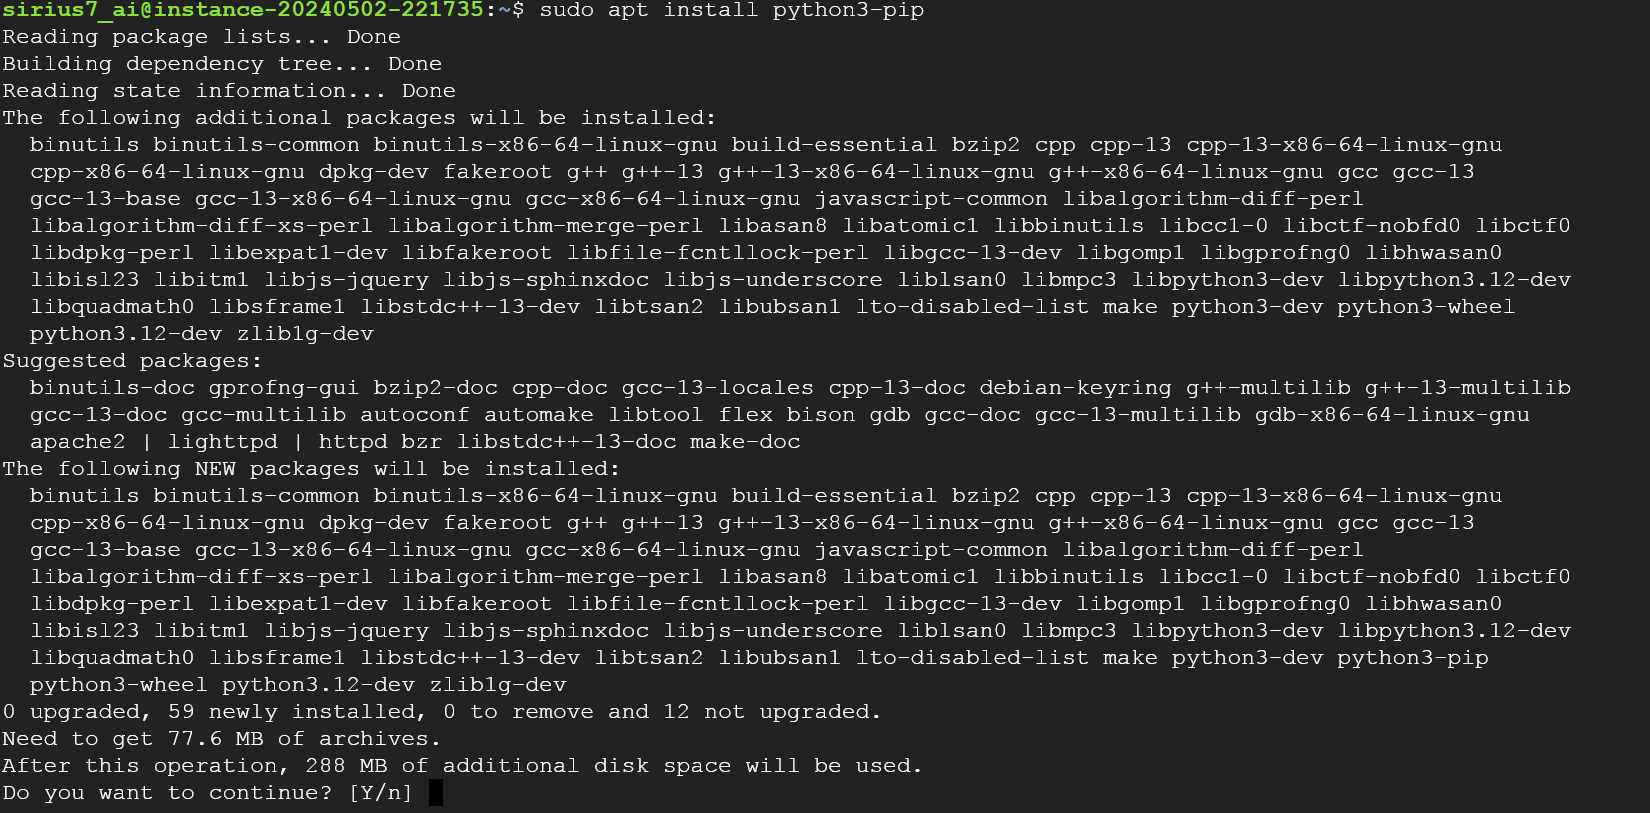 sirius7_ai@instance-20240502-221735:~$ sudo apt install python3-pip
Reading package lists... Done
Building dependency tree... Done
Reading state information... Done
The following additional packages will be installed:
  binutils binutils-common binutils-x86-64-linux-gnu build-essential bzip2 cpp cpp-13 cpp-13-x86-64-linux-gnu
  cpp-x86-64-linux-gnu dpkg-dev fakeroot g++ g++-13 g++-13-x86-64-linux-gnu g++-x86-64-linux-gnu gcc gcc-13
  gcc-13-base gcc-13-x86-64-linux-gnu gcc-x86-64-linux-gnu javascript-common libalgorithm-diff-perl
  libalgorithm-diff-xs-perl libalgorithm-merge-perl libasan8 libatomic1 libbinutils libcc1-0 libctf-nobfd0 libctf0
  libdpkg-perl libexpat1-dev libfakeroot libfile-fcntllock-perl libgcc-13-dev libgomp1 libgprofng0 libhwasan0
  libisl23 libitm1 libjs-jquery libjs-sphinxdoc libjs-underscore liblsan0 libmpc3 libpython3-dev libpython3.12-dev
  libquadmath0 libsframe1 libstdc++-13-dev libtsan2 libubsan1 lto-disabled-list make python3-dev python3-wheel
  python3.12-dev zlib1g-dev
Suggested packages:
  binutils-doc gprofng-gui bzip2-doc cpp-doc gcc-13-locales cpp-13-doc debian-keyring g++-multilib g++-13-multilib
  gcc-13-doc gcc-multilib autoconf automake libtool flex bison gdb gcc-doc gcc-13-multilib gdb-x86-64-linux-gnu
  apache2 | lighttpd | httpd bzr libstdc++-13-doc make-doc
The following NEW packages will be installed:
  binutils binutils-common binutils-x86-64-linux-gnu build-essential bzip2 cpp cpp-13 cpp-13-x86-64-linux-gnu
  cpp-x86-64-linux-gnu dpkg-dev fakeroot g++ g++-13 g++-13-x86-64-linux-gnu g++-x86-64-linux-gnu gcc gcc-13
  gcc-13-base gcc-13-x86-64-linux-gnu gcc-x86-64-linux-gnu javascript-common libalgorithm-diff-perl
  libalgorithm-diff-xs-perl libalgorithm-merge-perl libasan8 libatomic1 libbinutils libcc1-0 libctf-nobfd0 libctf0
  libdpkg-perl libexpat1-dev libfakeroot libfile-fcntllock-perl libgcc-13-dev libgomp1 libgprofng0 libhwasan0
  libisl23 libitm1 libjs-jquery libjs-sphinxdoc libjs-underscore liblsan0 libmpc3 libpython3-dev libpython3.12-dev
  libquadmath0 libsframe1 libstdc++-13-dev libtsan2 libubsan1 lto-disabled-list make python3-dev python3-pip
  python3-wheel python3.12-dev zlib1g-dev
0 upgraded, 59 newly installed, 0 to remove and 12 not upgraded.
Need to get 77.6 MB of archives.
After this operation, 288 MB of additional disk space will be used.
Do you want to continue? [Y/n]